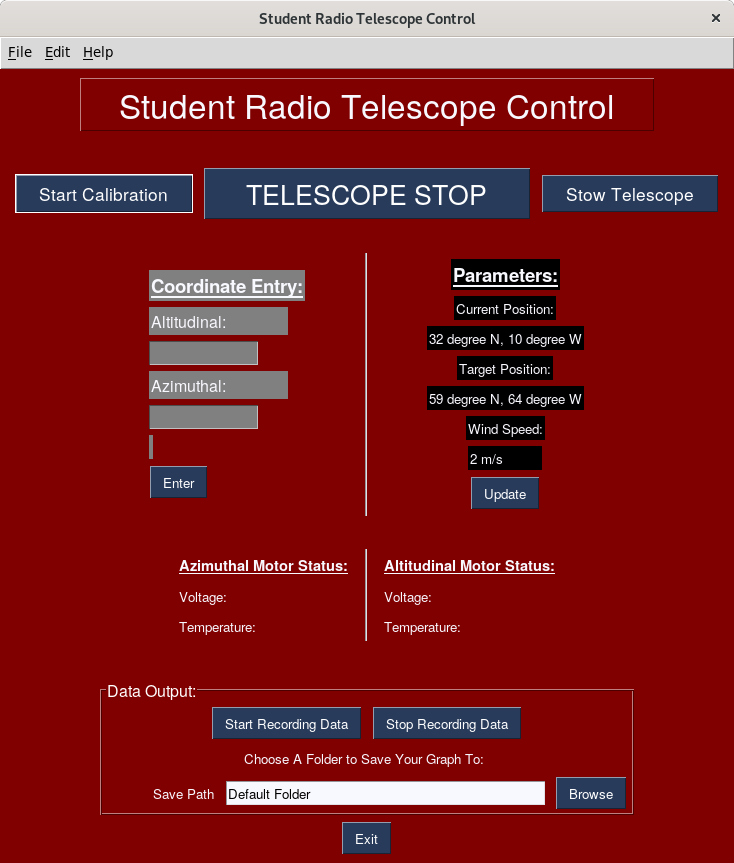 Student Radio Telescope Control
×
File Edit Help
Student Radio Telescope Control
Start Calibration
TELESCOPE STOP
Stow Telescope
Coordinate Entry:
Altitudinal:
Azimuthal:
Enter
Parameters:
Current Position:
32 degree N, 10 degree W
Target Position:
59 degree N, 64 degree W
Wind Speed:
2 m/s
Update
Azimuthal Motor Status:
Voltage:
Temperature:
Altitudinal Motor Status:
Voltage:
Temperature:
Data Output:
Start Recording Data
Stop Recording Data
Choose A Folder to Save Your Graph To:
Save Path
Default Folder
Browse
Exit